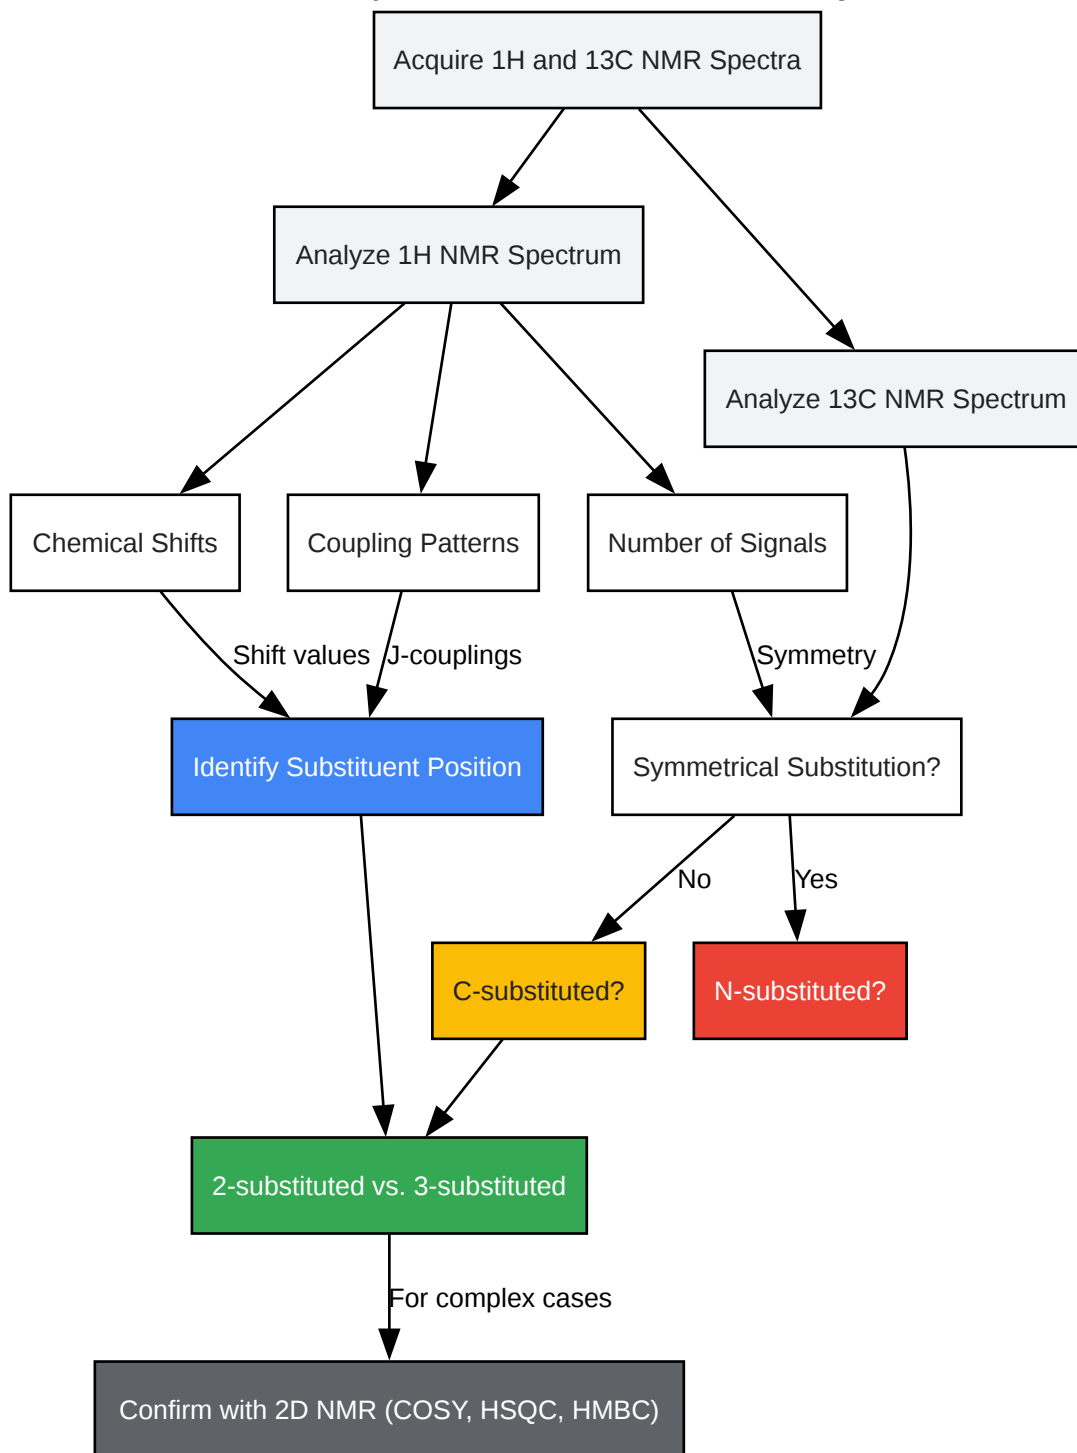 Acquire 1H and 13C NMR Spectra
Analyze 1H NMR Spectrum
Analyze 13C NMR Spectrum
Chemical Shifts
Coupling Patterns
Number of Signals
Shift values
J-couplings
Symmetry
Identify Substituent Position
Symmetrical Substitution?
No
Yes
C-substituted?
N-substituted?
2-substituted vs. 3-substituted
For complex cases
Confirm with 2D NMR (COSY, HSQC, HMBC)